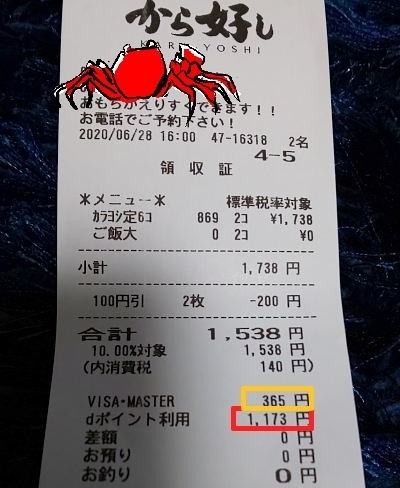 から好し
KARAYOSHI
おもちかえりすぐできます！！
お電話でご予約下さい！
2020/06/28 16:00 47-16318 2名
4-5
領収証
＊メニュー＊ 標準税率対象
ｶﾗﾖｼ定6ｺ 869 2コ ¥1,738
ご飯大 0 2コ ¥0
小計 1,738 円
100円引 2枚 -200 円
合計 1,538 円
10.00%対象 1,538 円
(内消費税 140 円)
VISA・MASTER 365 円
dポイント利用 1,173 円
差額 0 円
お預り 0 円
お釣り 0 円